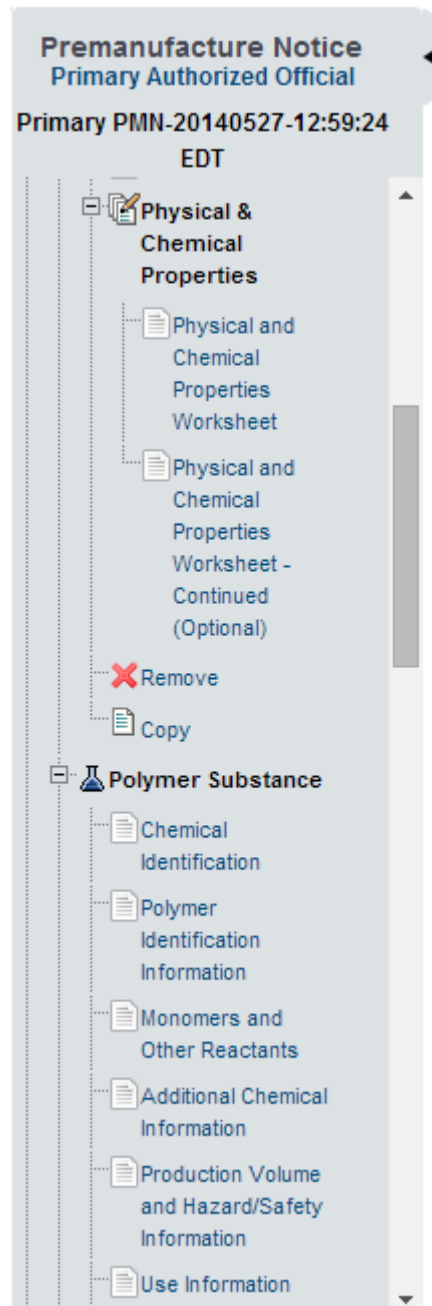 Premanufacture Notice
Primary Authorized Official
Primary PMN-20140527-12:59:24
EDT
Physical &
Chemical
Properties
Physical and
Chemical
Properties
Worksheet
Physical and
Chemical
Properties
Worksheet -
Continued
(Optional)
Remove
Copy
Polymer Substance
Chemical
Identification
Polymer
Identification
Information
Monomers and
Other Reactants
Additional Chemical
Information
Production Volume
and Hazard/Safety
Information
Use Information